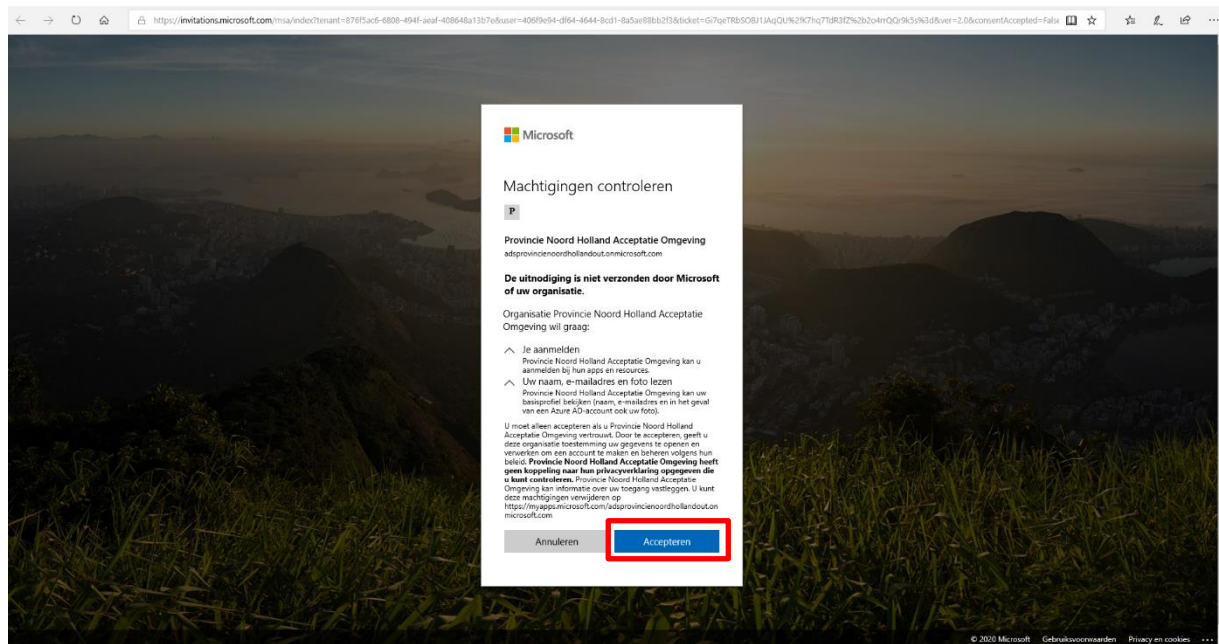 https://invitations.microsoft.com/msa/index?tenant=876f5ac6-6808-494f-aeaf-408648a13b7e&user=406f9e94-df64-4644-8cd1-8a5ae88bb2f3&ticket=
Microsoft
Machtigingen controleren
P
Provincie Noord Holland Acceptatie Omgeving
adsprovincienoordhollandout.onmicrosoft.com
De uitnodiging is niet verzonden door Microsoft
of uw organisatie.
Organisatie Provincie Noord Holland Acceptatie
Omgeving wil graag:
Je aanmelden
Provincie Noord Holland Acceptatie Omgeving kan u
aanmelden bij hun apps en resources.
Uw naam, e-mailadres en foto lezen
Provincie Noord Holland Acceptatie Omgeving kan uw
basisprofiel bekijken (naam, e-mailadres en in het geval
van een Azure AD-account ook uw foto).
U moet alleen accepteren als u Provincie Noord Holland
Acceptatie Omgeving vertrouwt. Door te accepteren, geeft u
deze organisatie toestemming uw gegevens te openen en
verwerken om een account te maken en beheren volgens hun
beleid. Provincie Noord Holland Acceptatie Omgeving heeft
geen koppeling naar hun privacyverklaring opgegeven die
u kunt controleren. Provincie Noord Holland Acceptatie
Omgeving kan informatie over uw toegang vastleggen. U kunt
deze machtigingen verwijderen op
https://myapps.microsoft.com/adsprovincienoordhollandout.on
microsoft.com
Annuleren Accepteren
© 2020 Microsoft Gebruiksvoorwaarden Privacy en cookies ...